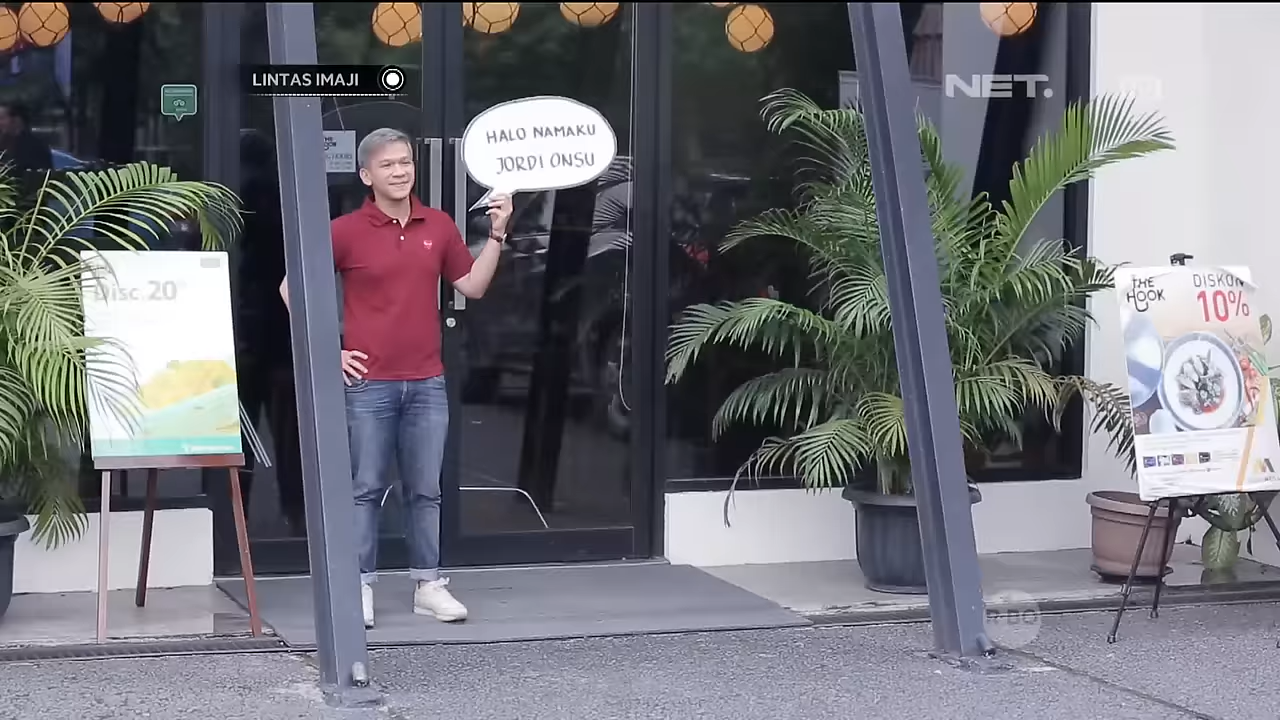 LINTAS IMAJI
NET.
HALO NAMAKU
JORDI ONSU
Disc.20
THE
HOOK
DISKON
10%